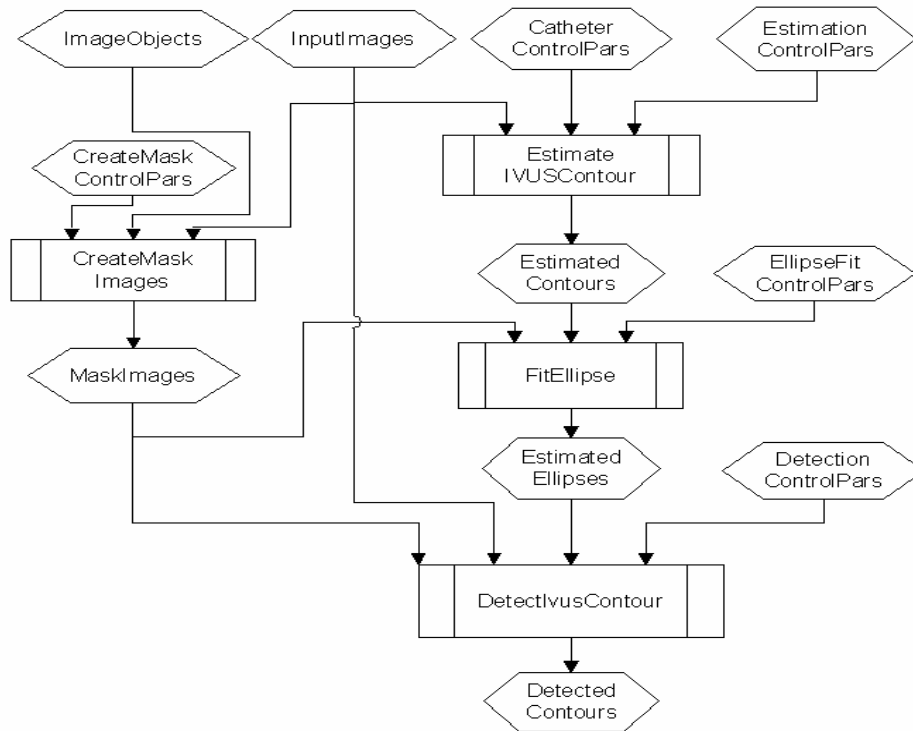 ImageObjects
InputImages
Catheter
ControlPars
Estimation
ControlPars
CreateMask
ControlPars
Estimate
IVUSContour
CreateMask
Images
Estimated
Contours
EllipseFit
ControlPars
MaskImages
FitEllipse
Estimated
Ellipses
Detection
ControlPars
DetectIvusContour
Detected
Contours